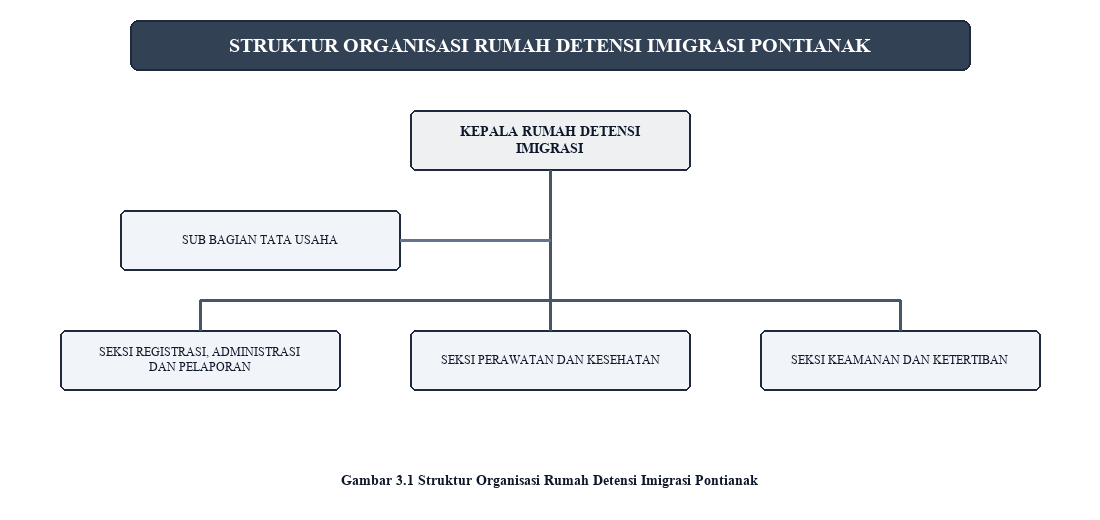 STRUKTUR ORGANISASI RUMAH DETENSI IMIGRASI PONTIANAK
KEPALA RUMAH DETENSI
IMIGRASI
SUB BAGIAN TATA USAHA
SEKSI REGISTRASI, ADMINISTRASI
DAN PELAPORAN
SEKSI PERAWATAN DAN KESEHATAN
SEKSI KEAMANAN DAN KETERTIBAN
Gambar 3.1 Struktur Organisasi Rumah Detensi Imigrasi Pontianak